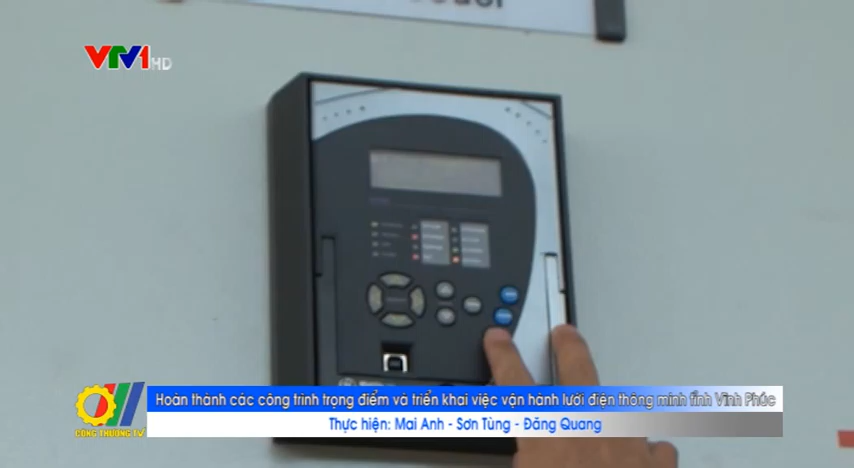 VTV1 HD
Hoàn thành các công trình trọng điểm và triển khai việc vận hành lưới điện thông minh tỉnh Vĩnh Phúc
Thực hiện: Mai Anh - Sơn Tùng - Đăng Quang
CÔNG THƯƠNG TV